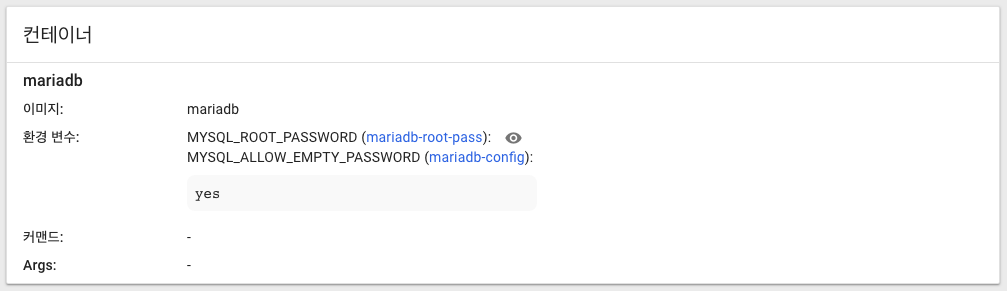 컨테이너
mariadb
이미지: mariadb
환경 변수: MYSQL_ROOT_PASSWORD (mariadb-root-pass):
MYSQL_ALLOW_EMPTY_PASSWORD (mariadb-config):
yes
커맨드: -
Args: -